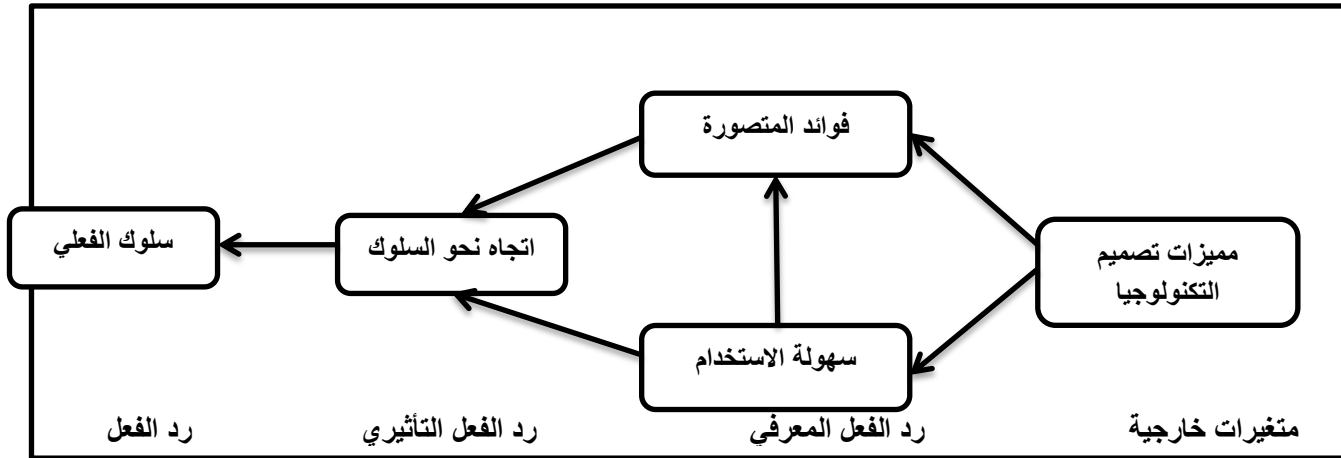 فوائد المتصورة
مميزات تصميم
التكنولوجيا
اتجاه نحو السلوك
سلوك الفعلي
سهولة الاستخدام
متغيرات خارجية
رد الفعل المعرفي
رد الفعل التأثيري
رد الفعل